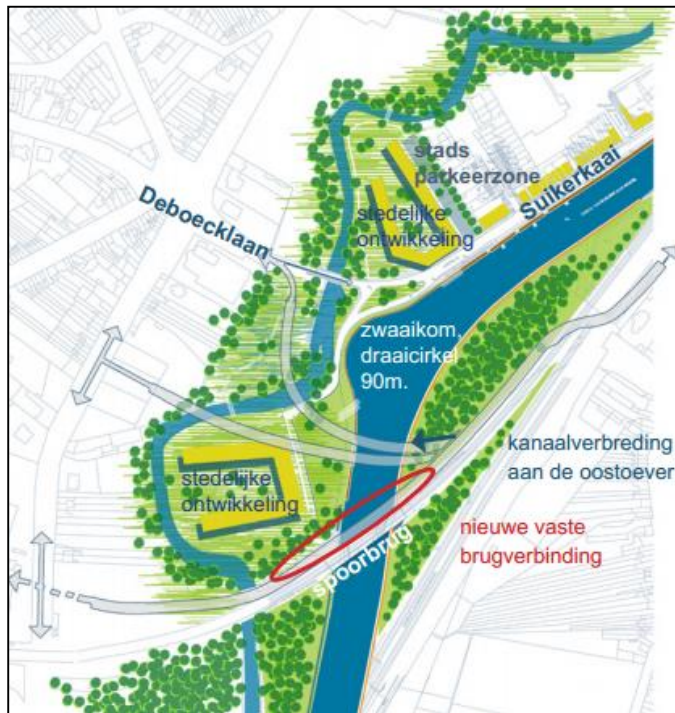 stads
parkeerzone
Suikerkaai
Deboecklaan
stedelijke
ontwikkeling
zwaaikom,
draaicirkel
90m.
kanaalverbreding
aan de oostoever
stedelijke
ontwikkeling
nieuwe vaste
brugverbinding
spoorbrug